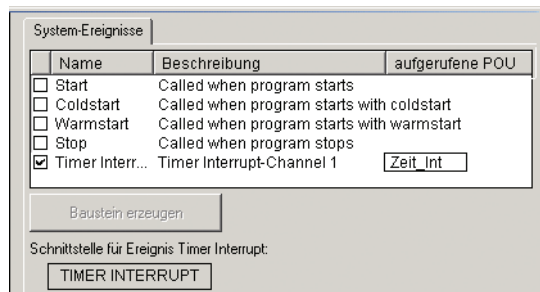 System-Ereignisse
Name Beschreibung aufgerufene POU
Start Called when program starts
Coldstart Called when program starts with coldstart
Warmstart Called when program starts with warmstart
Stop Called when program stops
Timer Interr... Timer Interrupt-Channel 1 Zeit_Int
Baustein erzeugen
Schnittstelle für Ereignis Timer Interrupt:
TIMER INTERRUPT